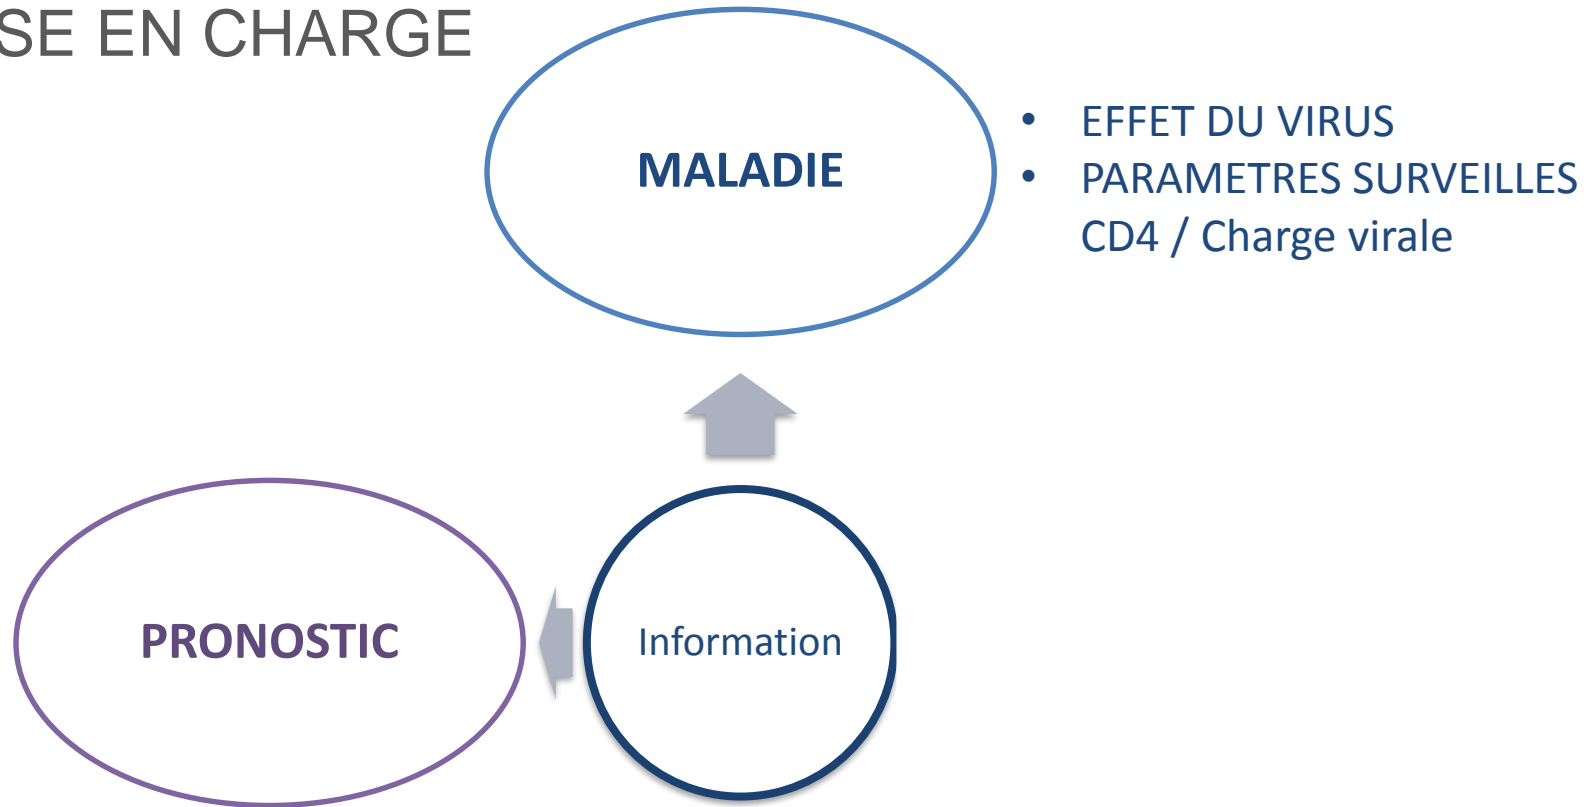 SE EN CHARGE
MALADIE
• EFFET DU VIRUS
• PARAMETRES SURVEILLES
CD4 / Charge virale
PRONOSTIC
Information